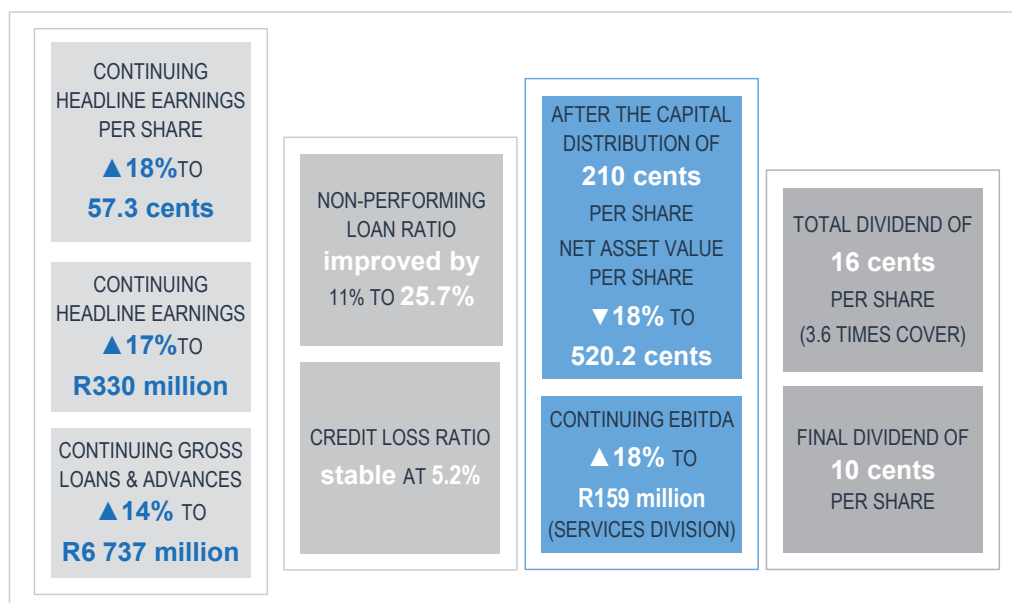 CONTINUING
HEADLINE EARNINGS
PER SHARE
▲18%TO
57.3 cents
CONTINUING
HEADLINE EARNINGS
▲17%TO
R330 million
CONTINUING GROSS
LOANS & ADVANCES
▲14% TO
R6 737 million
NON-PERFORMING
LOAN RATIO
improved by
11% TO 25.7%
CREDIT LOSS RATIO
stable AT 5.2%
AFTER THE CAPITAL
DISTRIBUTION OF
210 cents
PER SHARE
NET ASSET VALUE
PER SHARE
▼18% TO
520.2 cents
CONTINUING EBITDA
▲18% TO
R159 million
(SERVICES DIVISION)
TOTAL DIVIDEND OF
16 cents
PER SHARE
(3.6 TIMES COVER)
FINAL DIVIDEND OF
10 cents
PER SHARE